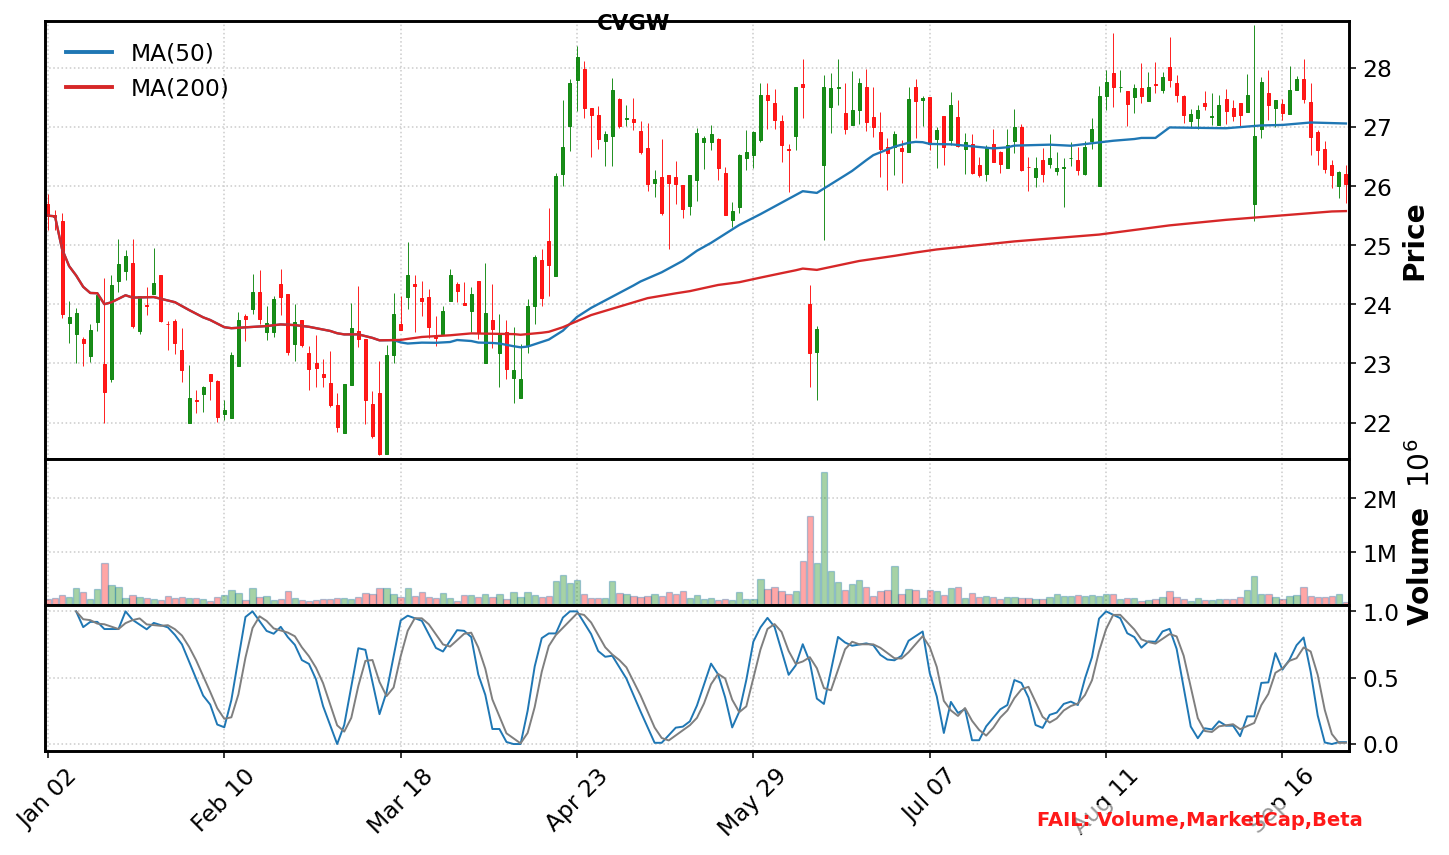 CVGW
MA(50)
MA(200)
28
27
26
25
24
23
22
Price
2M
1M
Volume 10⁶
1.0
0.5
0.0
Jan 02
Feb 10
Mar 18
Apr 23
May 29
Jul 07
Aug 11
Sep 16
FAIL: Volume,MarketCap,Beta